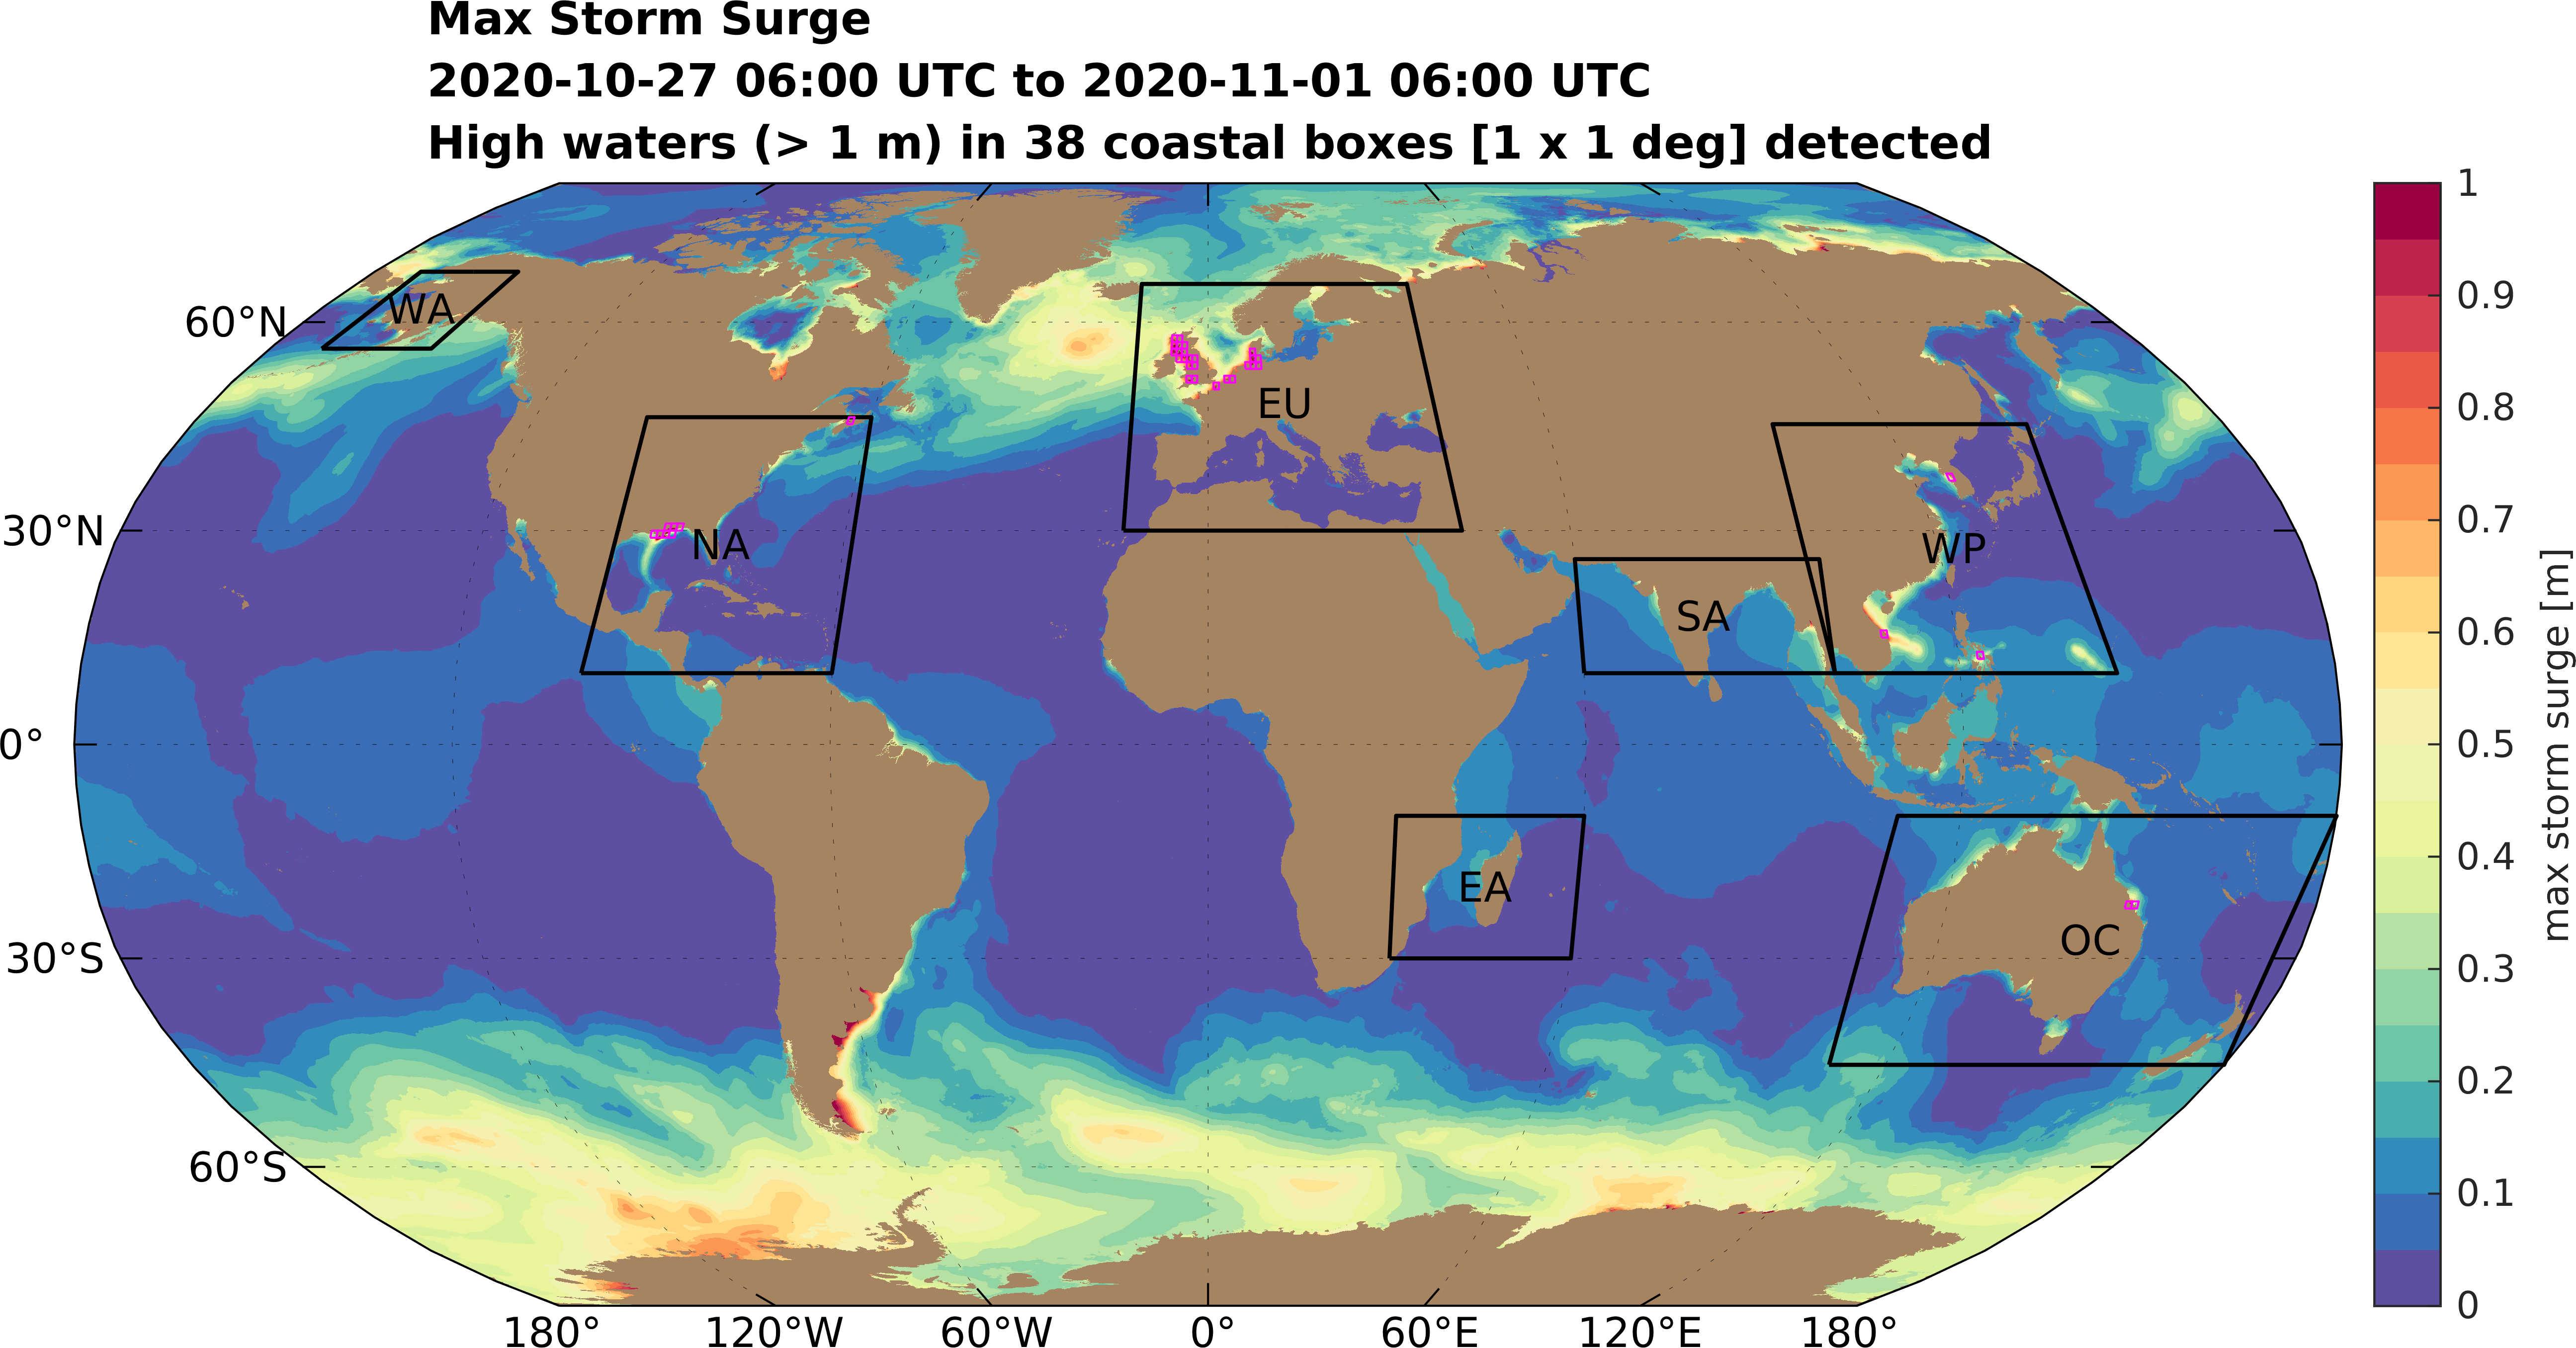 Max Storm Surge
2020-10-27 06:00 UTC to 2020-11-01 06:00 UTC
High waters (> 1 m) in 38 coastal boxes [1 x 1 deg] detected
60°N
30°N
0°
30°S
60°S
180°
120°W
60°W
0°
60°E
120°E
180°
WA
NA
EU
SA
WP
EA
OC
1
0.9
0.8
0.7
0.6
0.5
0.4
0.3
0.2
0.1
0
max storm surge [m]